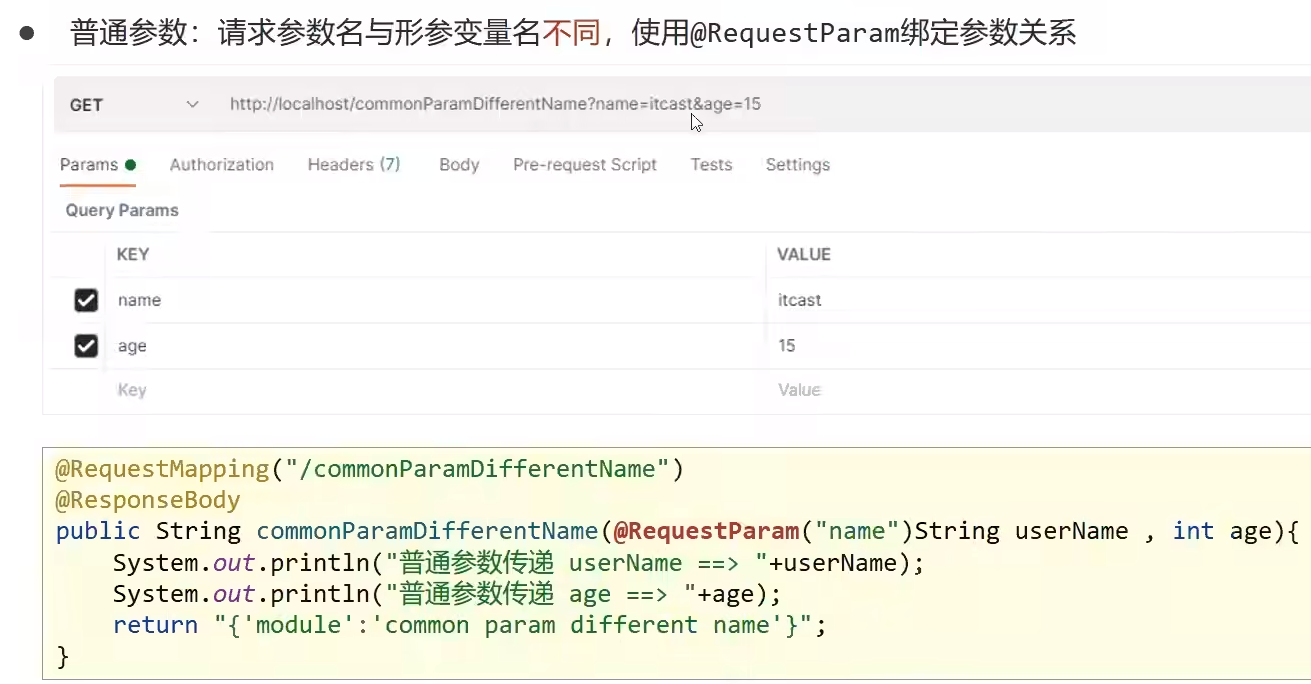 普通参数：请求参数名与形参变量名不同，使用@RequestParam绑定参数关系
GET http://localhost/commonParamDifferentName?name=itcast&age=15
Params Authorization Headers (7) Body Pre-request Script Tests Settings
Query Params
KEY VALUE
name itcast
age 15
Key Value
@RequestMapping("/commonParamDifferentName")
@ResponseBody
public String commonParamDifferentName(@RequestParam("name")String userName , int age){
System.out.println("普通参数传递 userName ==> "+userName);
System.out.println("普通参数传递 age ==> "+age);
return "{'module':'common param different name'}";
}